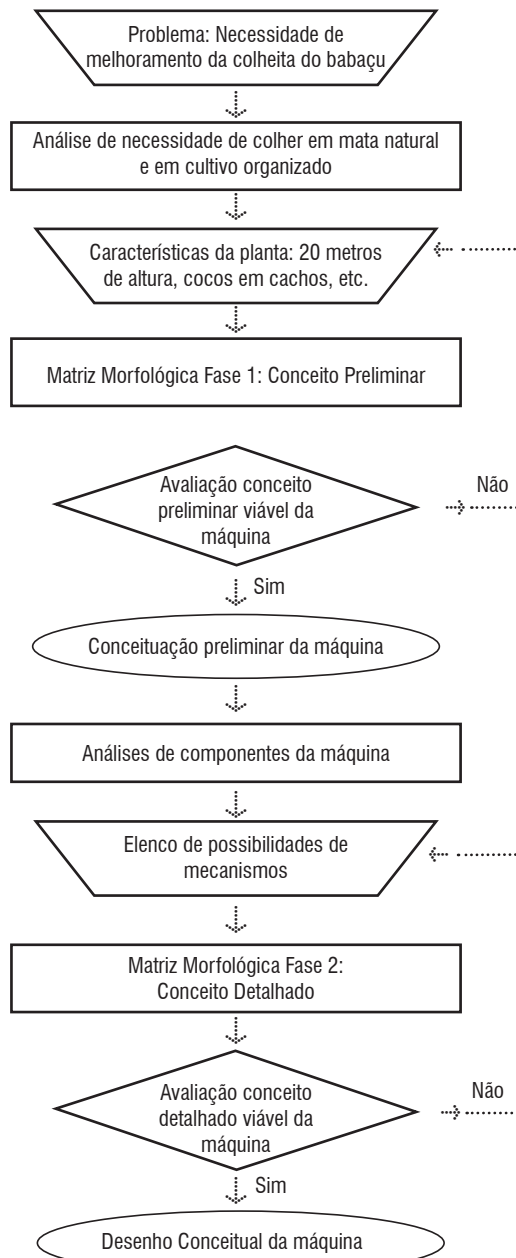 Problema: Necessidade de
melhoramento da colheita do babaçu
Análise de necessidade de colher em mata natural
e em cultivo organizado
Características da planta: 20 metros
de altura, cocos em cachos, etc.
Matriz Morfológica Fase 1: Conceito Preliminar
Avaliação conceito
preliminar viável da
máquina
Não
Sim
Conceituação preliminar da máquina
Análises de componentes da máquina
Elenco de possibilidades de
mecanismos
Matriz Morfológica Fase 2:
Conceito Detalhado
Avaliação conceito
detalhado viável da
máquina
Não
Sim
Desenho Conceitual da máquina